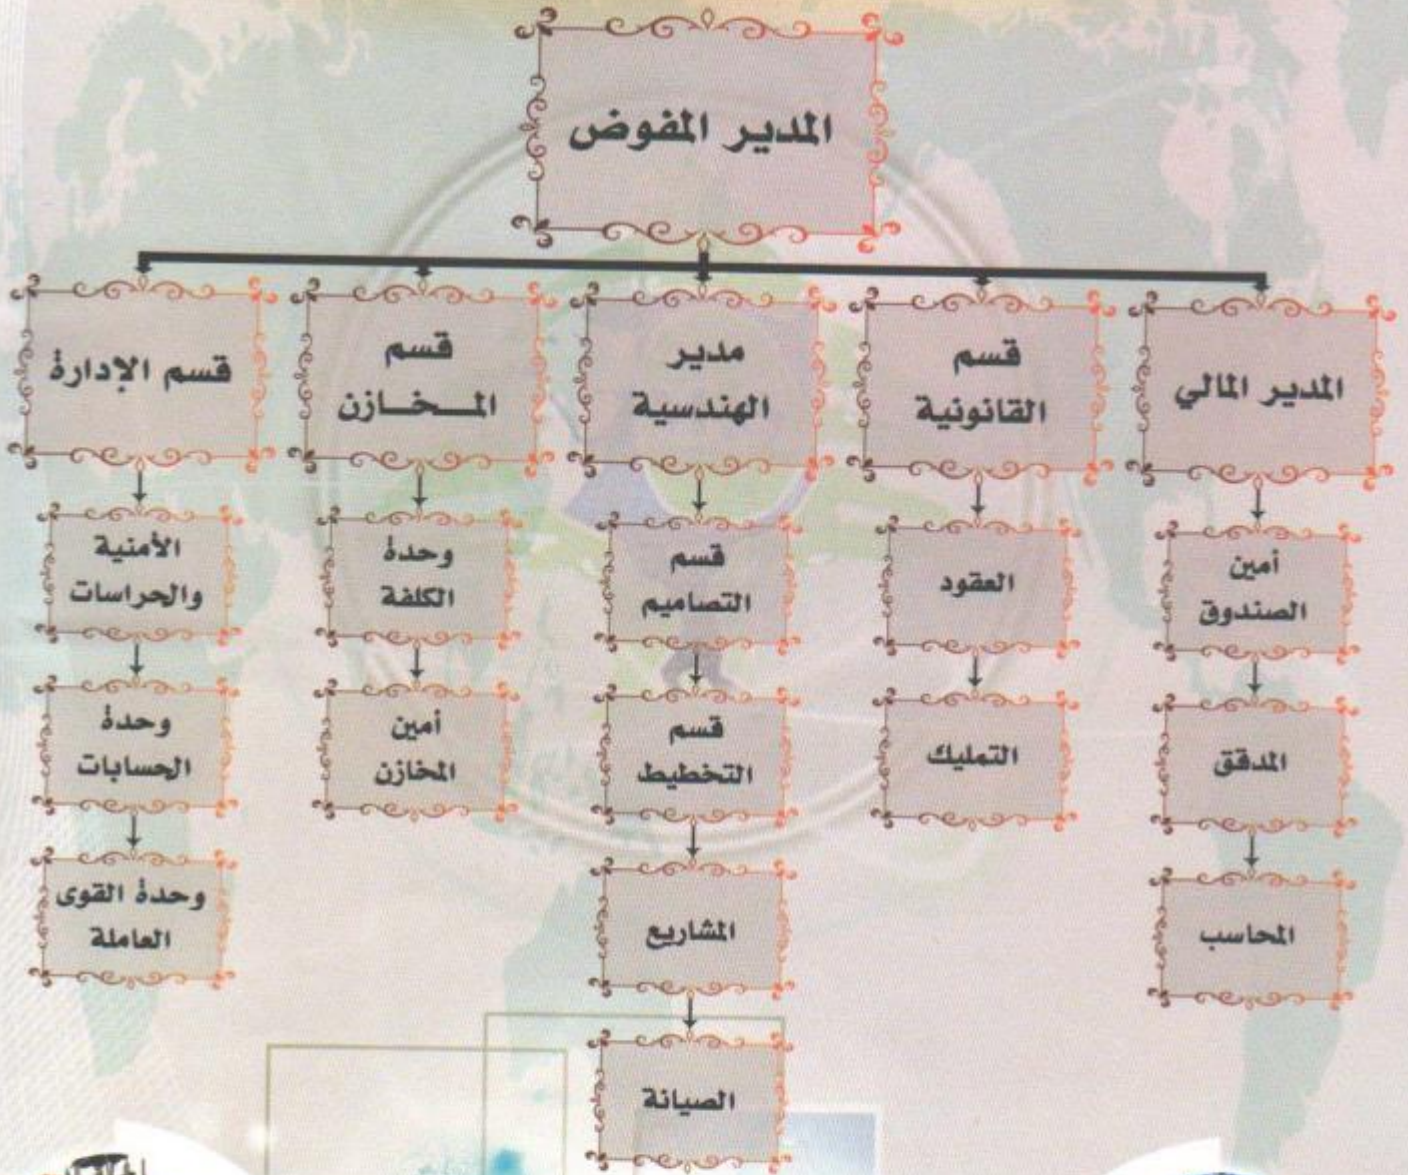 المدير المفوض
المدير المالي
قسم
القانونية
مدير
الهندسية
قسم
المـــخـــازن
قسم الإدارة
أمين
الصندوق
العقود
قسم
التصاميم
وحدة
الكلفة
الأمنية
والحراسات
المدقق
التمليك
قسم
التخطيط
أمين
المخازن
وحدة
الحسابات
المحاسب
المشاريع
وحدة القوى
العاملة
الصيانة